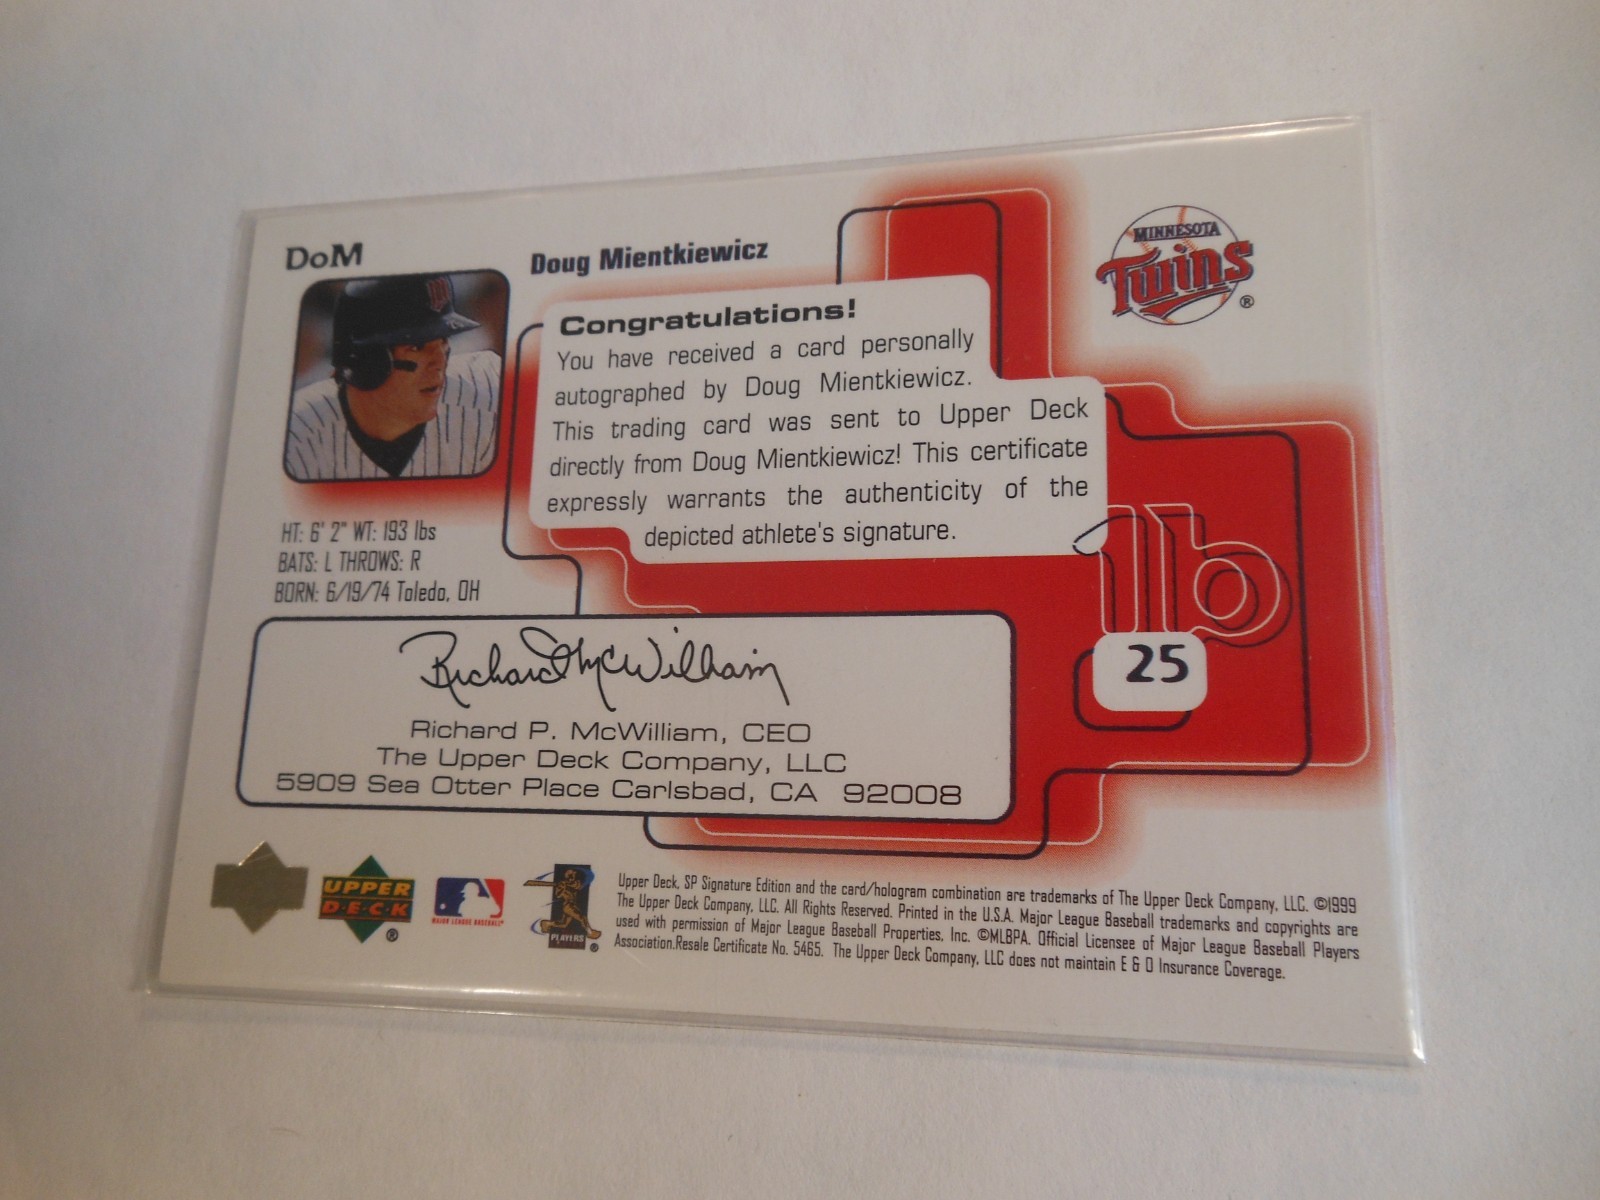 DoM
Doug Mientkiewicz
MINNESOTA
Twins
®
Congratulations!
You have received a card personally
autographed by Doug Mientkiewicz.
This trading card was sent to Upper Deck
directly from Doug Mientkiewicz! This certificate
expressly warrants the authenticity of the
depicted athlete's signature.
HT: 6' 2" WT: 193 lbs
BATS: L THROWS: R
BORN: 6/19/74 Toledo, OH
1b
25
Richard McWilliam
Richard P. McWilliam, CEO
The Upper Deck Company, LLC
5909 Sea Otter Place Carlsbad, CA 92008
UPPER
D·E·C·K
®
MAJOR LEAGUE BASEBALL
PLAYERS
®
Upper Deck, SP Signature Edition and the card/hologram combination are trademarks of The Upper Deck Company, LLC. ©1999
The Upper Deck Company, LLC. All Rights Reserved. Printed in the U.S.A. Major League Baseball trademarks and copyrights are
used with permission of Major League Baseball Properties, Inc. ©MLBPA. Official Licensee of Major League Baseball Players
Association.Resale Certificate No. 5465. The Upper Deck Company, LLC does not maintain E & O Insurance Coverage.